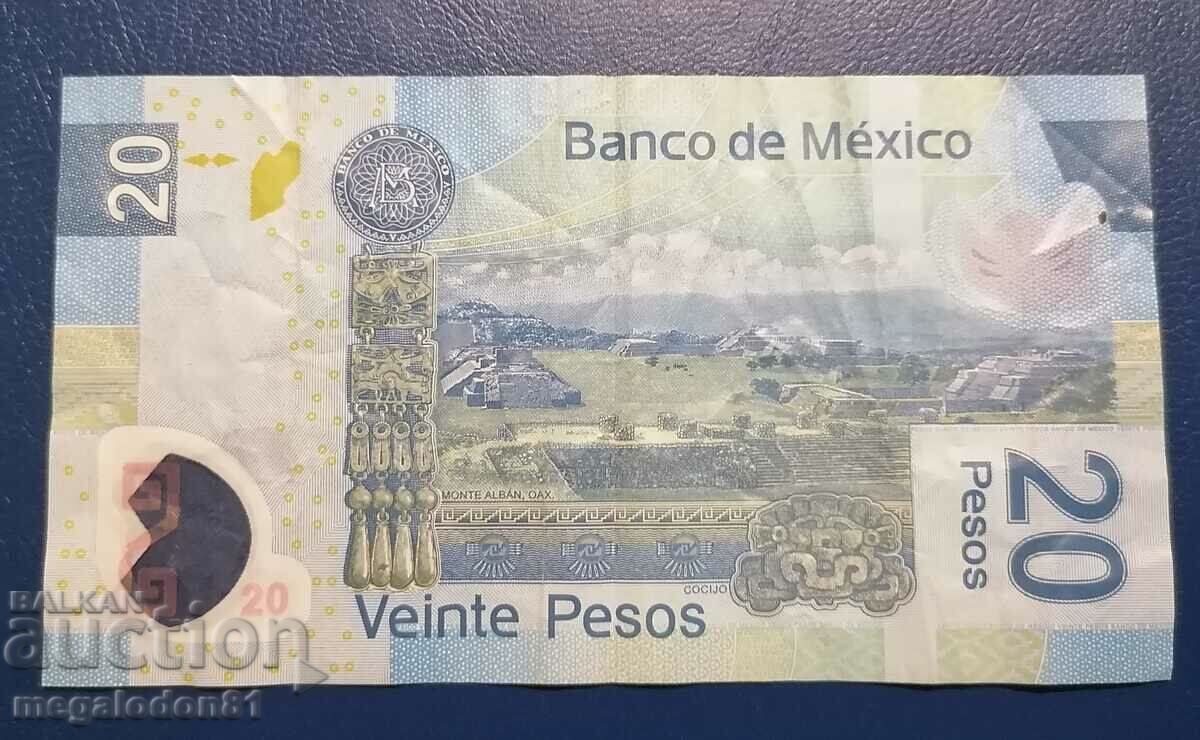 20
BANCO DE MÉXICO
Banco de México
MONTE ALBÁN, OAX.
COCIJO
20
Pesos
20
Veinte Pesos
BALKAN
auction
megalodon81